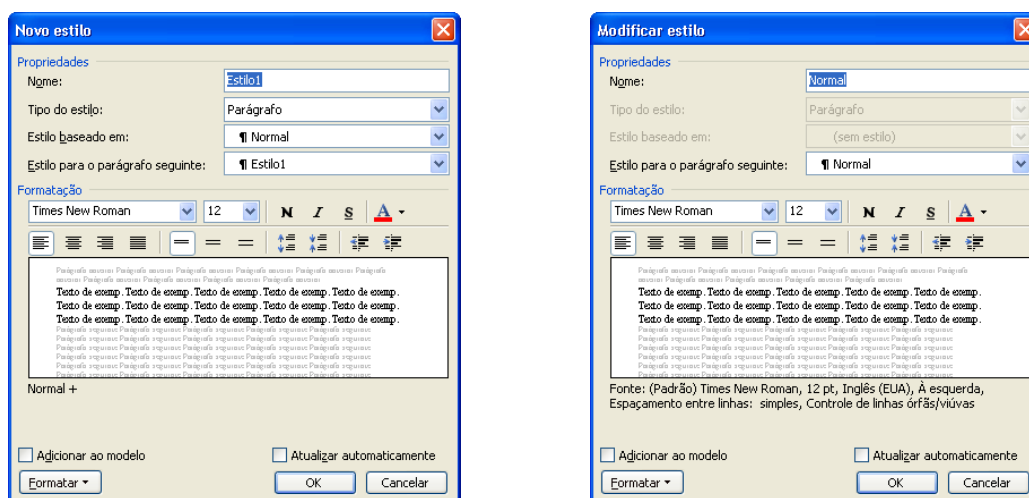 Novo estilo
Propriedades
Nome: Estilo1
Tipo do estilo: Parágrafo
Estilo baseado em: ¶ Normal
Estilo para o parágrafo seguinte: ¶ Estilo1
Formatação
Times New Roman 12 N I S A
Texto de exemp. Texto de exemp. Texto de exemp. Texto de exemp.
Texto de exemp. Texto de exemp. Texto de exemp. Texto de exemp.
Texto de exemp. Texto de exemp. Texto de exemp. Texto de exemp.
Normal +
Adicionar ao modelo Atualizar automaticamente
Formatar OK Cancelar
Modificar estilo
Propriedades
Nome: Normal
Tipo do estilo: Parágrafo
Estilo baseado em: (sem estilo)
Estilo para o parágrafo seguinte: ¶ Normal
Formatação
Times New Roman 12 N I S A
Texto de exemp. Texto de exemp. Texto de exemp. Texto de exemp.
Texto de exemp. Texto de exemp. Texto de exemp. Texto de exemp.
Texto de exemp. Texto de exemp. Texto de exemp. Texto de exemp.
Fonte: (Padrão) Times New Roman, 12 pt, Inglês (EUA), À esquerda,
Espaçamento entre linhas: simples, Controle de linhas órfãs/viúvas
Adicionar ao modelo Atualizar automaticamente
Formatar OK Cancelar